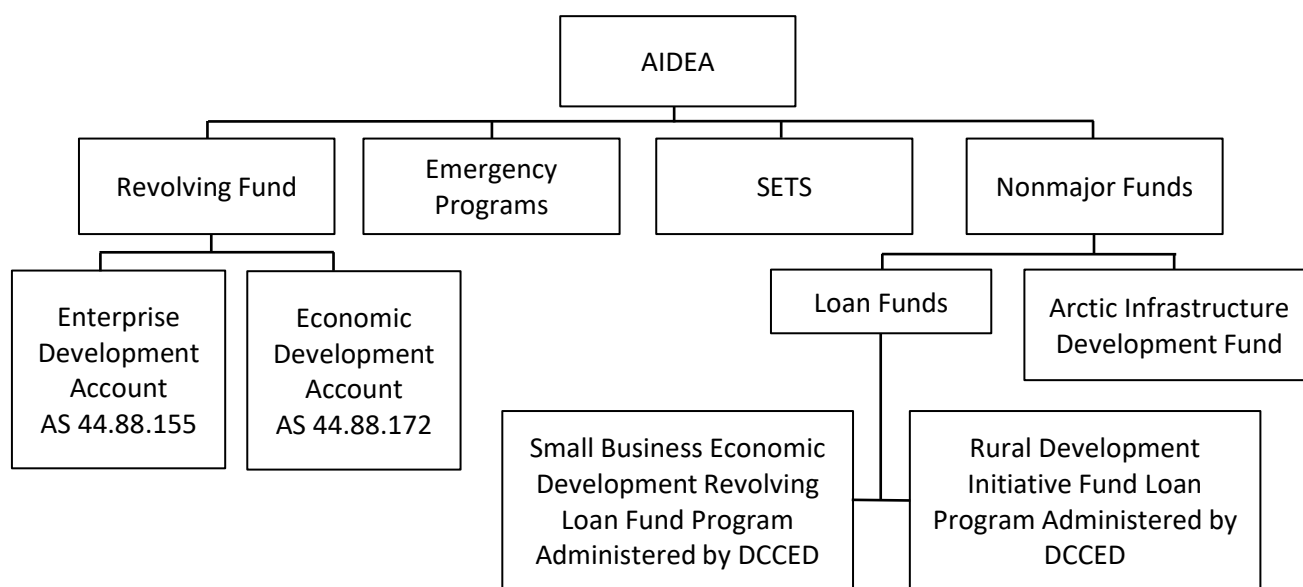 AIDEA
Revolving Fund
Emergency
Programs
SETS
Nonmajor Funds
Enterprise
Development
Account
AS 44.88.155
Economic
Development
Account
AS 44.88.172
Loan Funds
Arctic Infrastructure
Development Fund
Small Business Economic
Development Revolving
Loan Fund Program
Administered by DCCED
Rural Development
Initiative Fund Loan
Program Administered by
DCCED